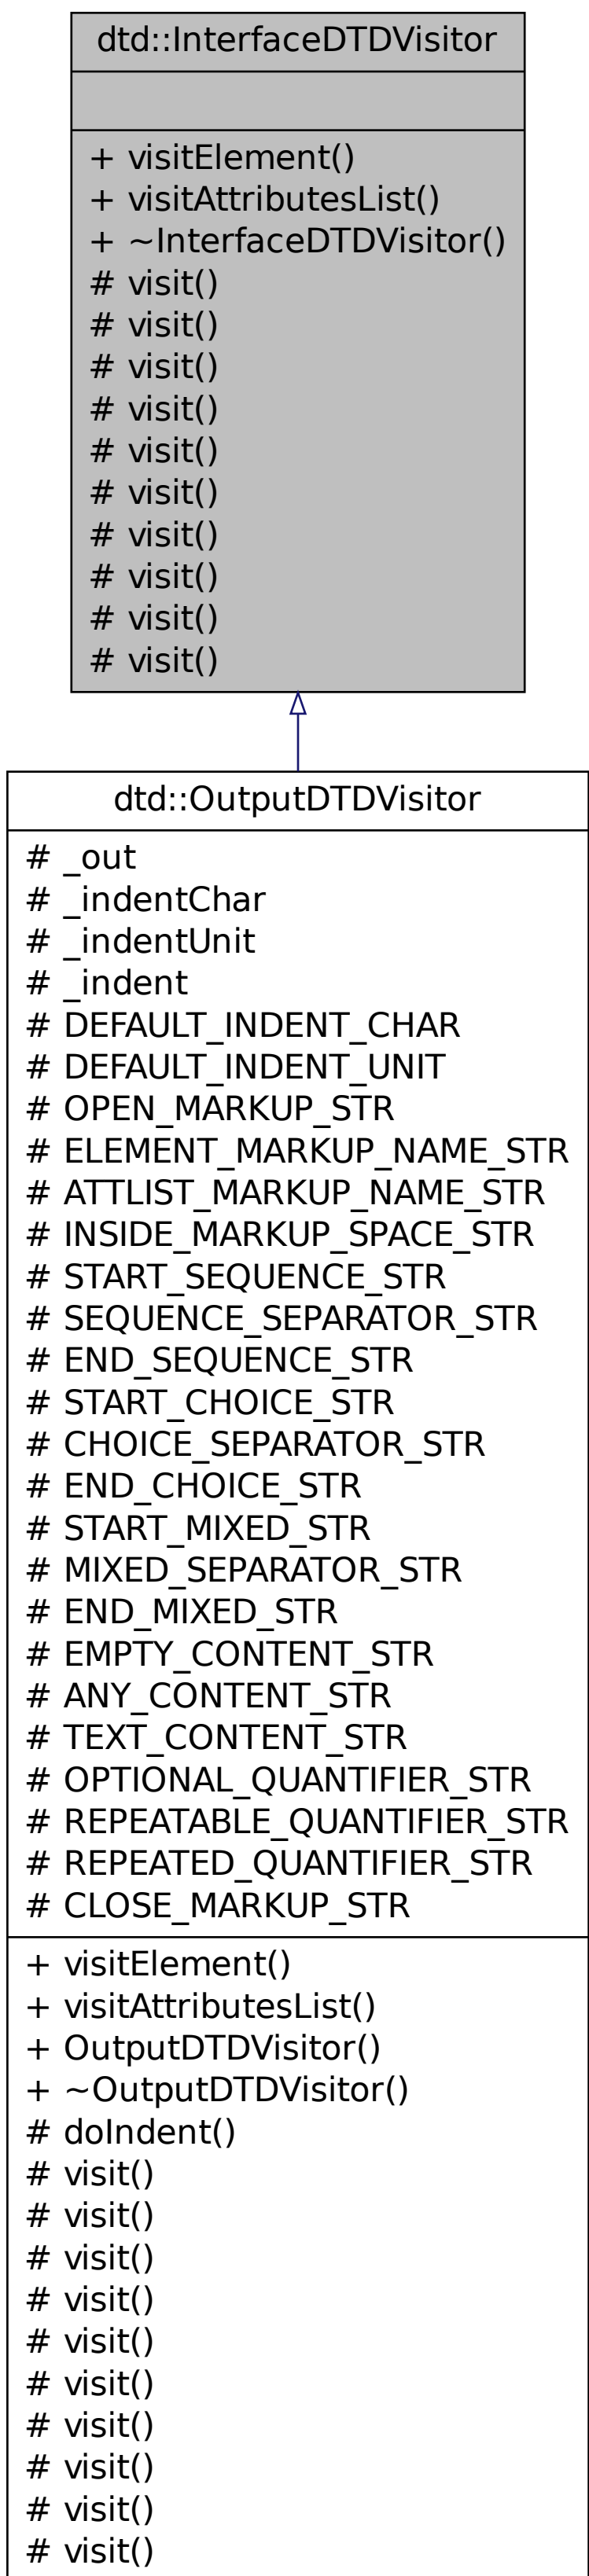 dtd::InterfaceDTDVisitor
+ visitElement()
+ visitAttributesList()
+ ~InterfaceDTDVisitor()
# visit()
# visit()
# visit()
# visit()
# visit()
# visit()
# visit()
# visit()
# visit()
# visit()
dtd::OutputDTDVisitor
# _out
# _indentChar
# _indentUnit
# _indent
# DEFAULT_INDENT_CHAR
# DEFAULT_INDENT_UNIT
# OPEN_MARKUP_STR
# ELEMENT_MARKUP_NAME_STR
# ATTLIST_MARKUP_NAME_STR
# INSIDE_MARKUP_SPACE_STR
# START_SEQUENCE_STR
# SEQUENCE_SEPARATOR_STR
# END_SEQUENCE_STR
# START_CHOICE_STR
# CHOICE_SEPARATOR_STR
# END_CHOICE_STR
# START_MIXED_STR
# MIXED_SEPARATOR_STR
# END_MIXED_STR
# EMPTY_CONTENT_STR
# ANY_CONTENT_STR
# TEXT_CONTENT_STR
# OPTIONAL_QUANTIFIER_STR
# REPEATABLE_QUANTIFIER_STR
# REPEATED_QUANTIFIER_STR
# CLOSE_MARKUP_STR
+ visitElement()
+ visitAttributesList()
+ OutputDTDVisitor()
+ ~OutputDTDVisitor()
# doIndent()
# visit()
# visit()
# visit()
# visit()
# visit()
# visit()
# visit()
# visit()
# visit()
# visit()